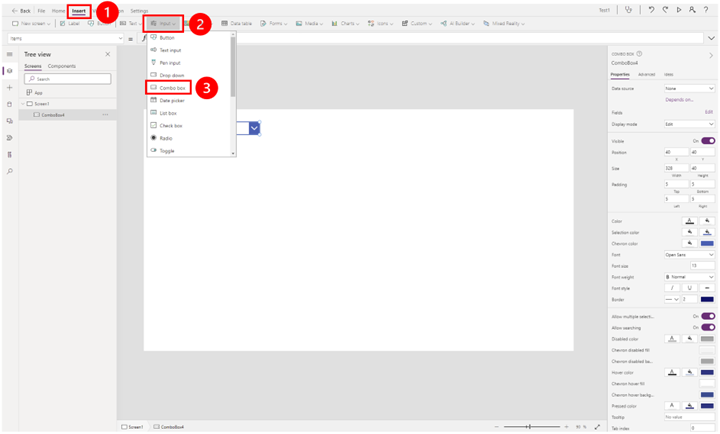 Back File Home Insert 1 Settings Test1
New screen Label Text Input 2 Data table Forms Media Charts Icons Custom AI Builder Mixed Reality
Items =
Tree view
Screens Components
Search
App
Screen1
ComboBox4
Button
Text input
Pen input
Drop down
Combo box 3
Date picker
List box
Check box
Radio
Toggle
COMBO BOX
ComboBox4
Properties Advanced Ideas
Data source None
Depends on...
Fields Edit
Display mode Edit
Visible On
Position 40 40
X Y
Size 320 40
Width Height
Padding 5 5
Top Bottom
5 5
Left Right
Color A
Selection color
Chevron color
Font Open Sans
Font size 13
Font weight B Normal
Font style / U
Border 2
Allow multiple select... On
Allow searching On
Disabled color A
Chevron disabled fill
Chevron disabled ba...
Hover color A
Chevron hover fill
Chevron hover backg...
Pressed color A
Tooltip No value
Tab index 0
Screen1 ComboBox4